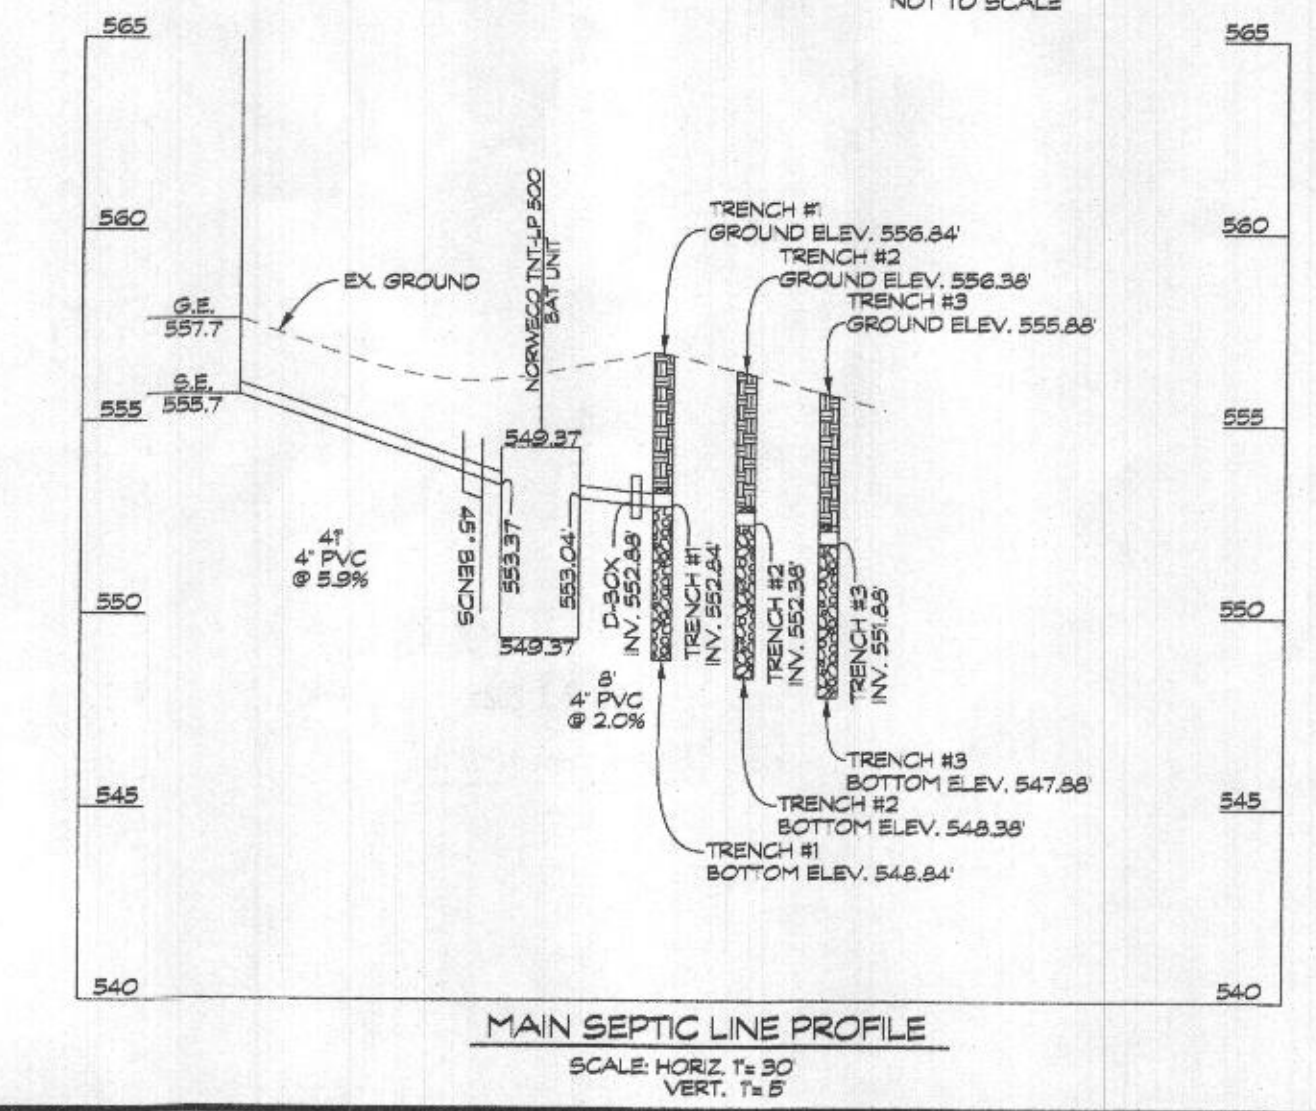 NOT TO SCALE
565
565
560
560
555
555
550
550
545
545
540
540
G.E.
557.7
S.E.
555.7
EX. GROUND
NORWECO TNT-LP 500
BAT UNIT
TRENCH #1
GROUND ELEV. 556.84'
TRENCH #2
GROUND ELEV. 556.38'
TRENCH #3
GROUND ELEV. 555.88'
549.37
41'
4" PVC
@ 5.9%
45° BENDS
553.37
553.04'
549.37
D-BOX
INV. 552.88'
TRENCH #1
INV. 552.84'
TRENCH #2
INV. 552.38'
TRENCH #3
INV. 551.88'
8'
4" PVC
@ 2.0%
TRENCH #3
BOTTOM ELEV. 547.88'
TRENCH #2
BOTTOM ELEV. 548.38'
TRENCH #1
BOTTOM ELEV. 548.84'
MAIN SEPTIC LINE PROFILE
SCALE: HORIZ. 1"= 30'
VERT. 1"= 5'